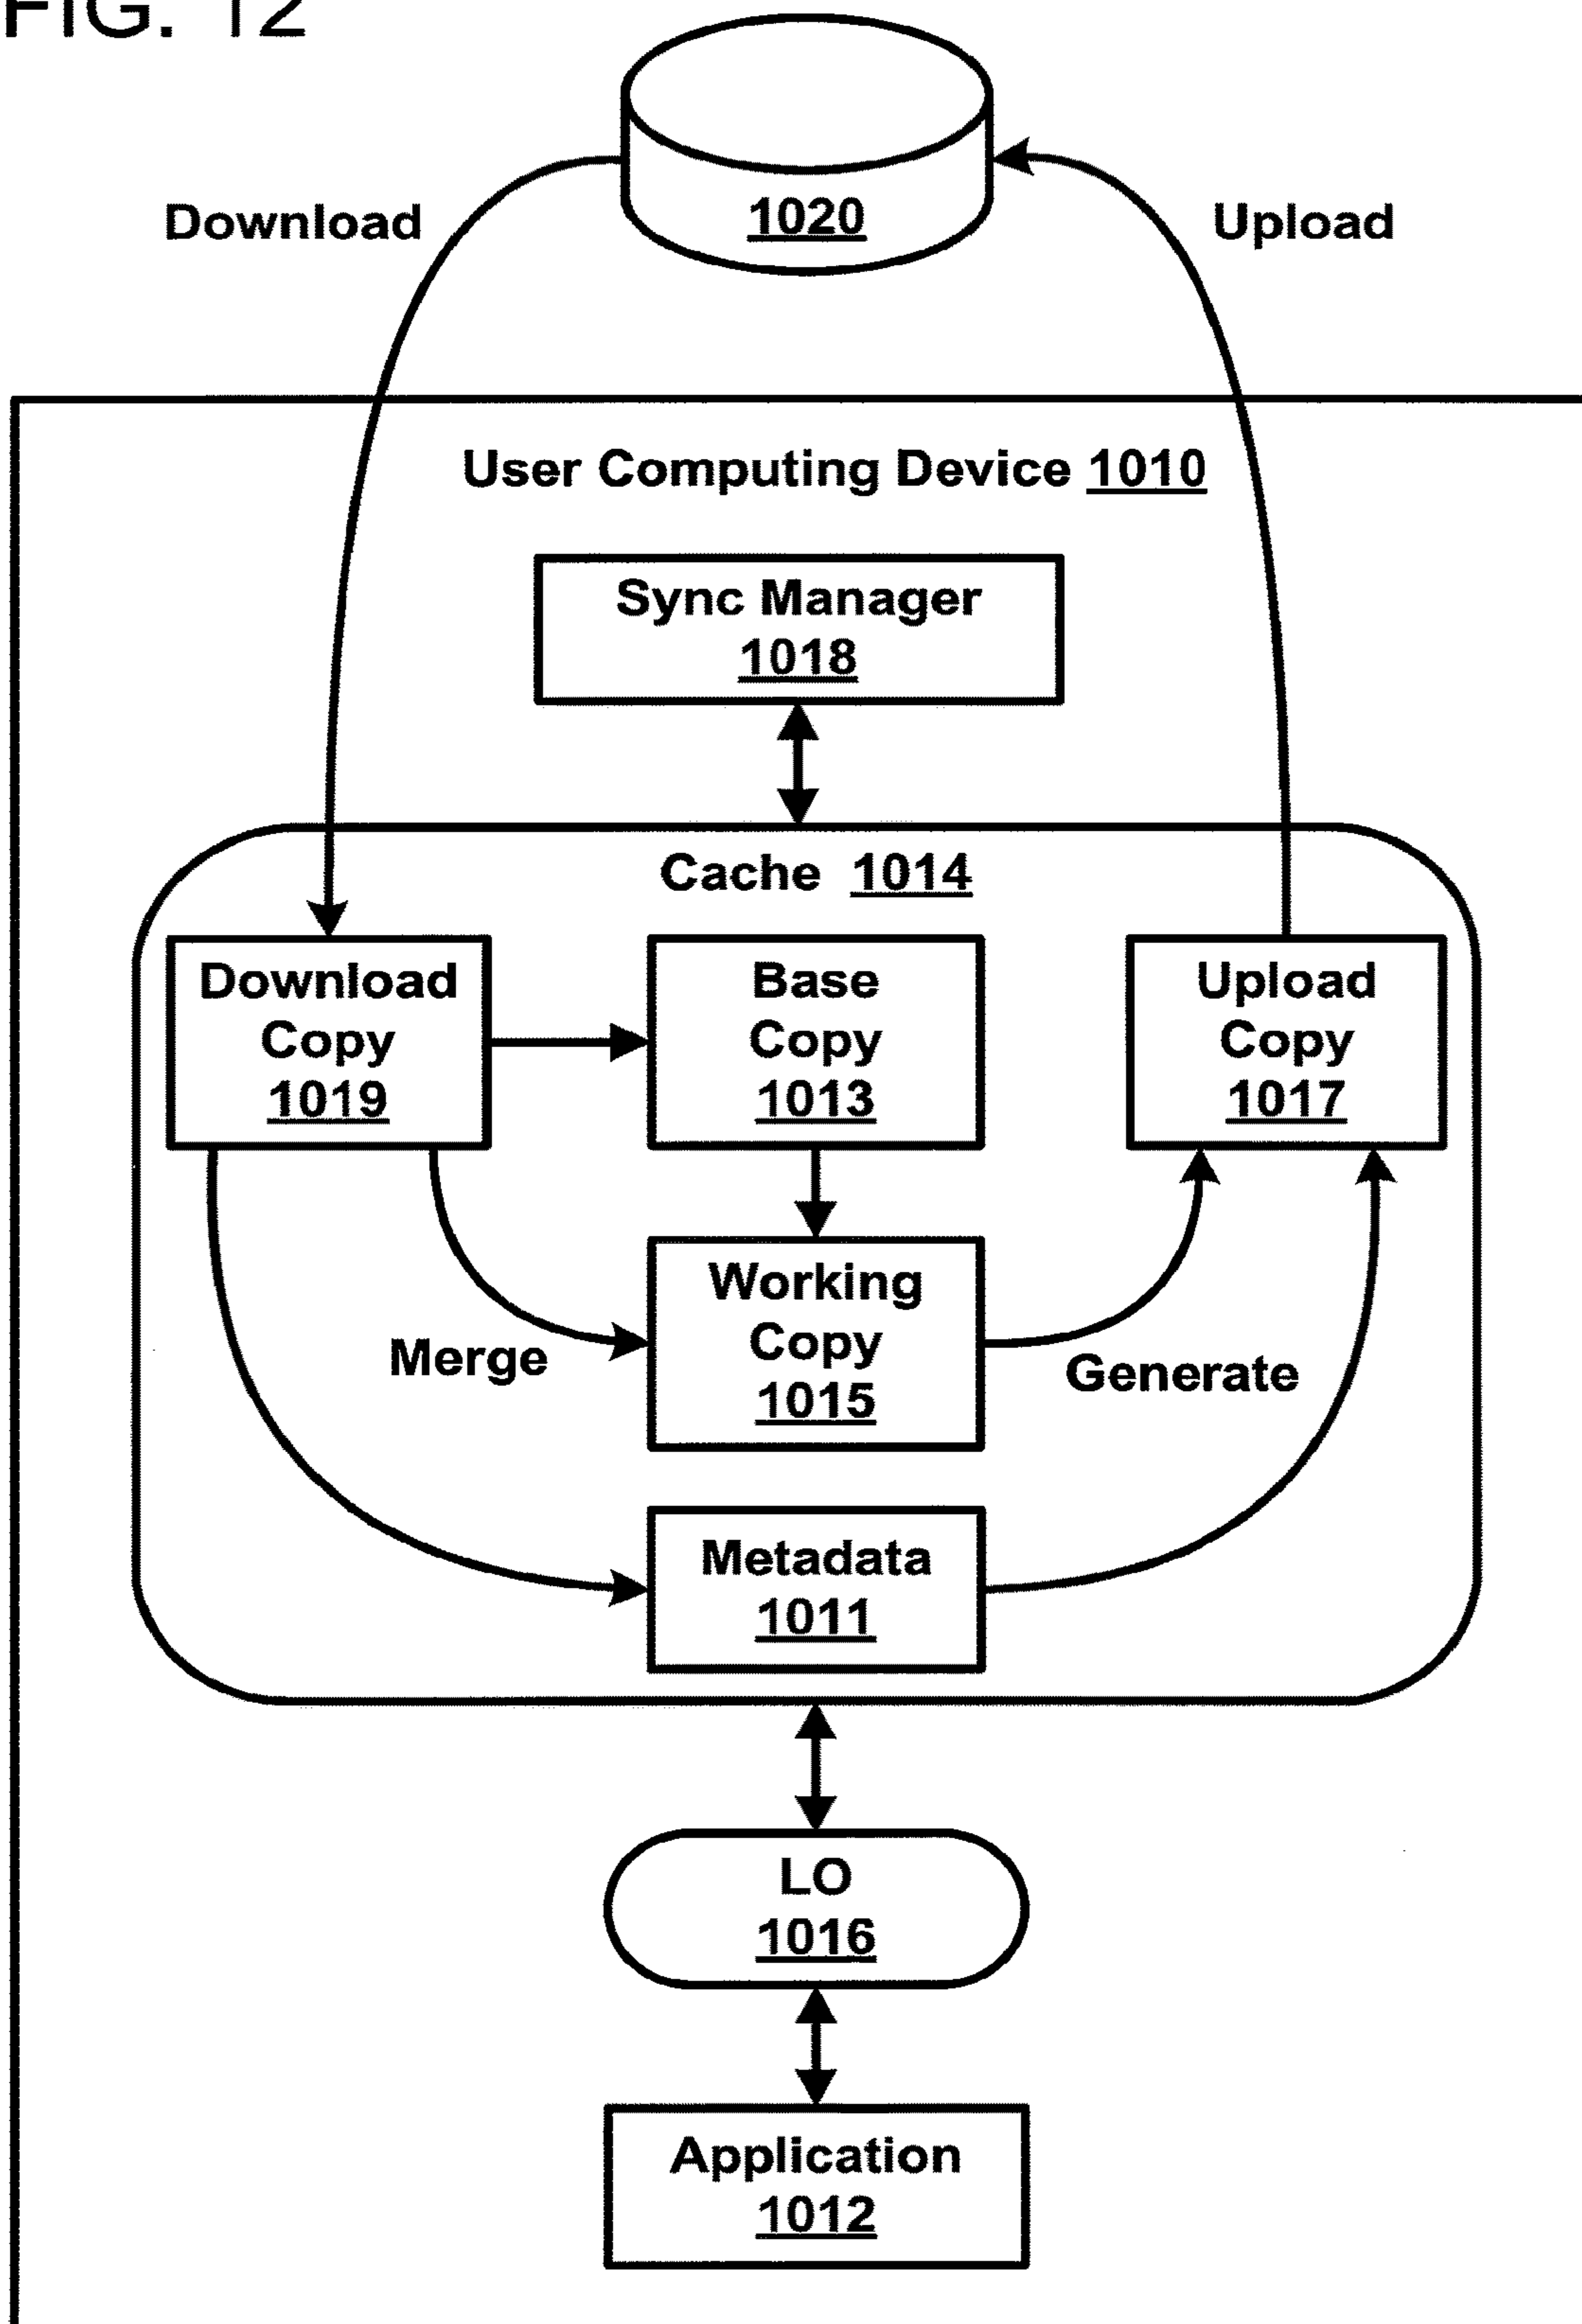 FIG. 12
1020
Download
Upload
User Computing Device 1010
Sync Manager
1018
Cache 1014
Download
Copy
1019
Base
Copy
1013
Upload
Copy
1017
Working
Copy
1015
Merge
Generate
Metadata
1011
LO
1016
Application
1012